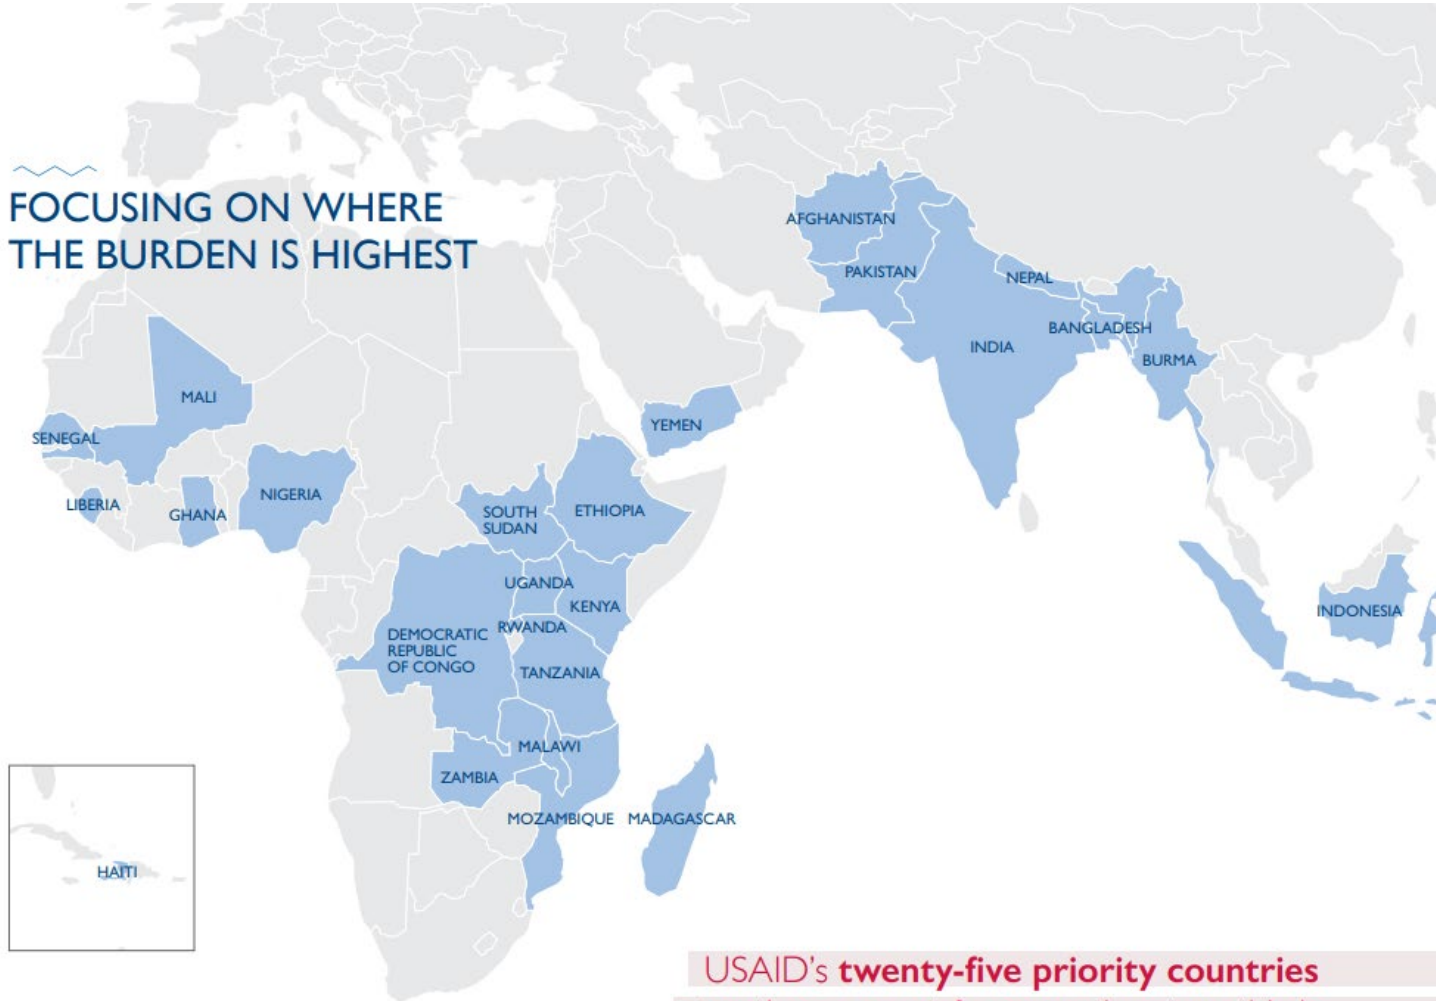 FOCUSING ON WHERE
THE BURDEN IS HIGHEST
AFGHANISTAN
PAKISTAN
NEPAL
BANGLADESH
INDIA
BURMA
MALI
YEMEN
SENEGAL
NIGERIA
LIBERIA
GHANA
SOUTH
SUDAN
ETHIOPIA
UGANDA
KENYA
INDONESIA
RWANDA
DEMOCRATIC
REPUBLIC
OF CONGO
TANZANIA
MALAWI
ZAMBIA
MOZAMBIQUE
MADAGASCAR
HAITI
USAID's twenty-five priority countries